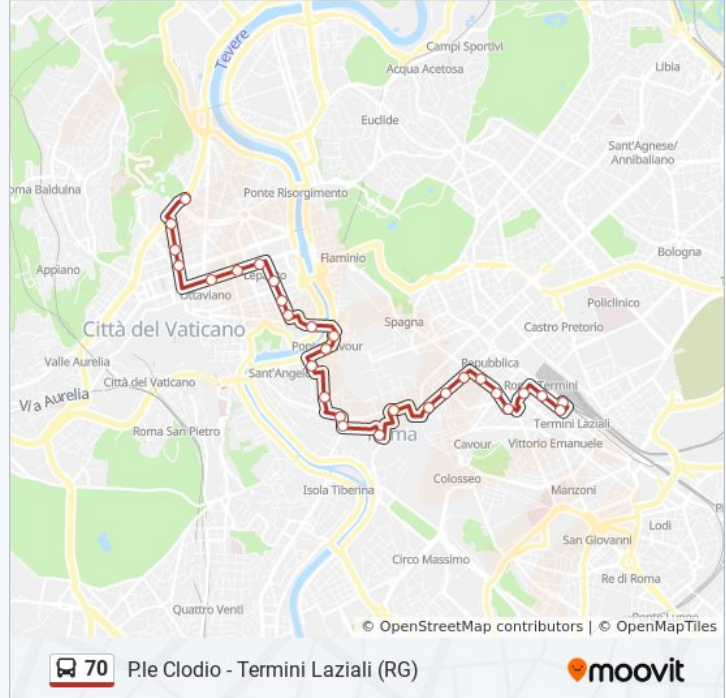 Campi Sportivi
Tevere
Acqua Acetosa
Libla
Euclide
Sant'Agnese/
Annibaliano
oma Balduina
Ponte Risorgimento
Bologna
Flaminio
Appiano
Lepanto
Ottaviano
Policlinico
Spagna
Castro Pretorio
Città del Vaticano
Valle Aurelia
Repubblica
Sant'Angelo
Città del Vaticano
Termini
Via Aurelia
Termini Laziali
Roma San Pietro
Roma
Cavour
Vittorio Emanuele
Colosseo
Isola Tiberina
Manzoni
Lodi
San Giovanni
Circo Massimo
Re di Roma
Quattro Venti
Ponte Lungo
© OpenStreetMap contributors | © OpenMapTiles
70 P.le Clodio - Termini Laziali (RG)
moovit